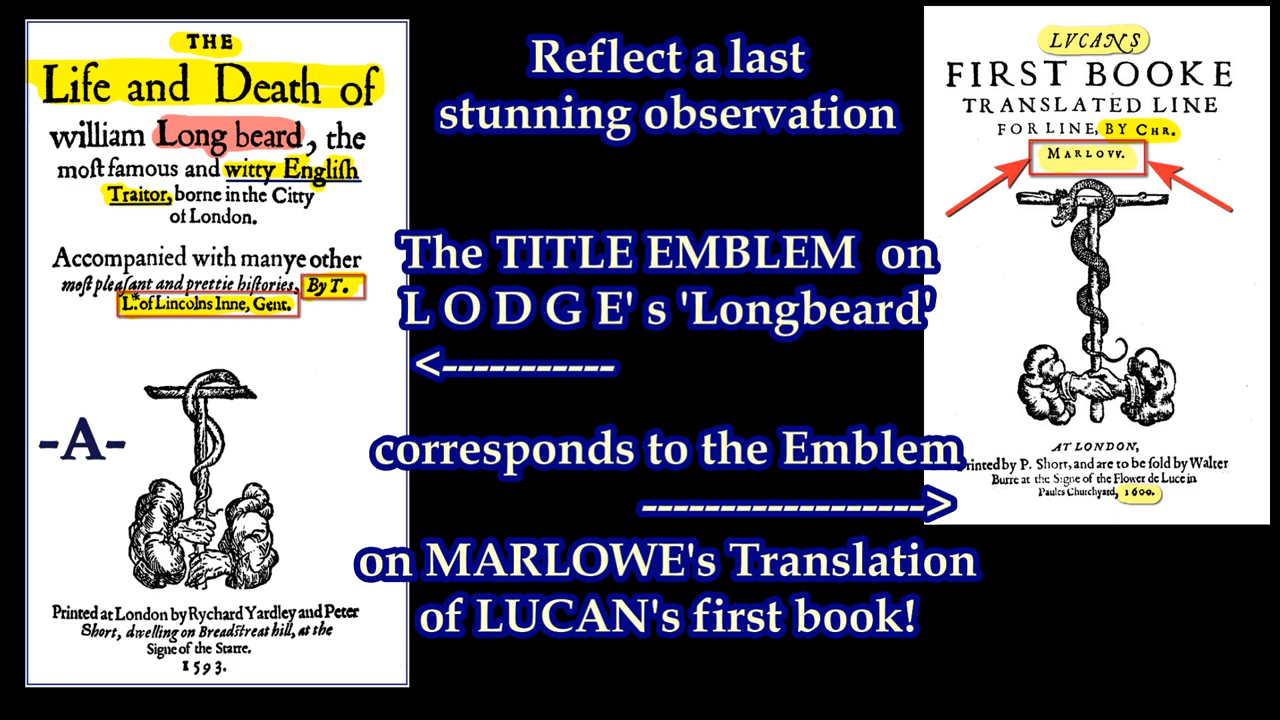 THE
Life and Death of
william Long beard, the
moſt famous and witty Engliſh
Traitor, borne in the Citty
of London.
Accompanied with manye other
moſt pleaſant and prettie hiſtories, By T.
L. of Lincolns Inne, Gent.
-A-
Printed at London by Rychard Yardley and Peter
Short, dwelling on Breadſtreat hill, at the
Signe of the Starre.
1593.
Reflect a last
stunning observation
The TITLE EMBLEM on
L O D G E' s 'Longbeard'
<-----------
corresponds to the Emblem
----------------->
on MARLOWE's Translation
of LUCAN's first book!
LVCANS
FIRST BOOKE
TRANSLATED LINE
FOR LINE, BY CHR.
MARLOVV.
AT LONDON,
rinted by P. Short, and are to be ſold by Walter
Burre at the Signe of the Flower de Luce in
Paules Churchyard, 1600.